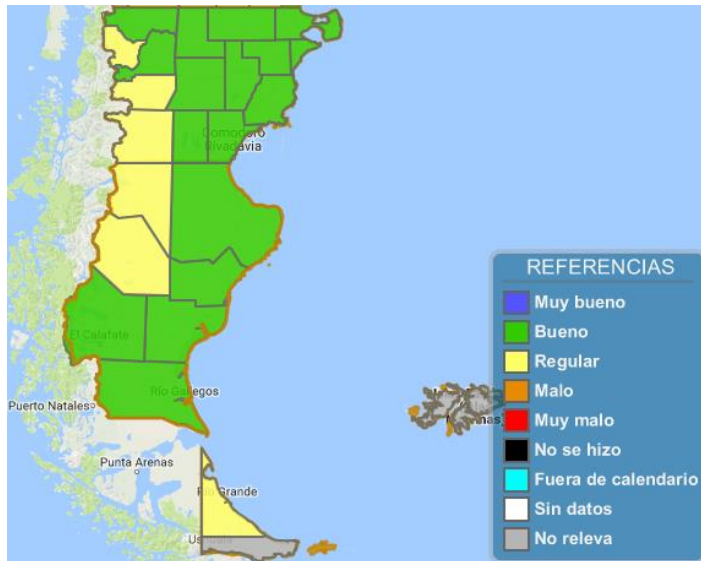 Comodoro
Rivadavia
REFERENCIAS
Muy bueno
Bueno
Regular
Malo
Muy malo
No se hizo
Fuera de calendario
Sin datos
No releva
El Calafate
Río Gallegos
Puerto Natales
Punta Arenas
Río Grande